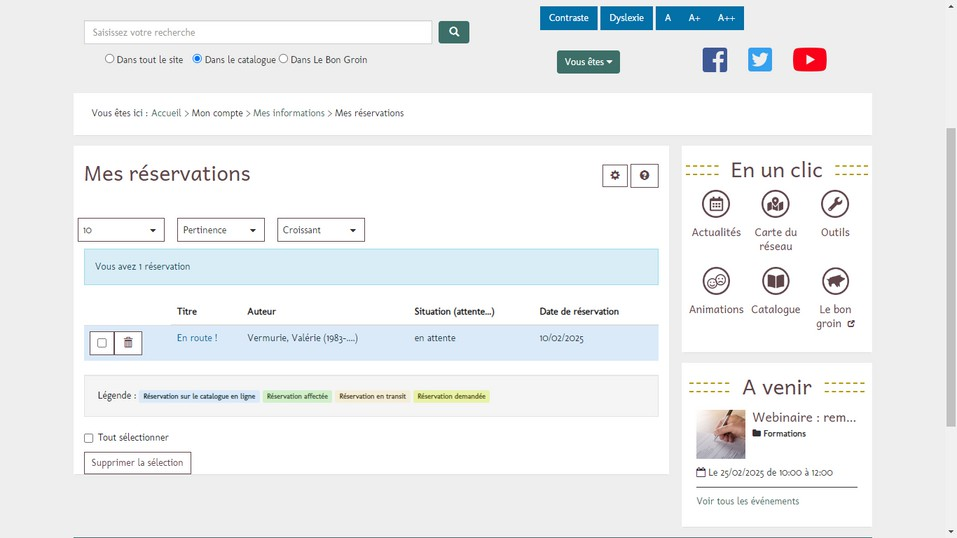 Contraste
Dyslexie
A
A+
A++
Saisissez votre recherche
Dans tout le site
Dans le catalogue
Dans Le Bon Groin
Vous êtes
Vous êtes ici : Accueil > Mon compte > Mes informations > Mes réservations
Mes réservations
10
Pertinence
Croissant
Vous avez 1 réservation
Titre
Auteur
Situation (attente...)
Date de réservation
En route !
Vermurie, Valérie (1983-....)
en attente
10/02/2025
Légende :
Réservation sur le catalogue en ligne
Réservation affectée
Réservation en transit
Réservation demandée
Tout sélectionner
Supprimer la sélection
En un clic
Actualités
Carte du
réseau
Outils
Animations
Catalogue
Le bon
groin
A venir
Webinaire : rem...
Formations
Le 25/02/2025 de 10:00 à 12:00
Voir tous les événements